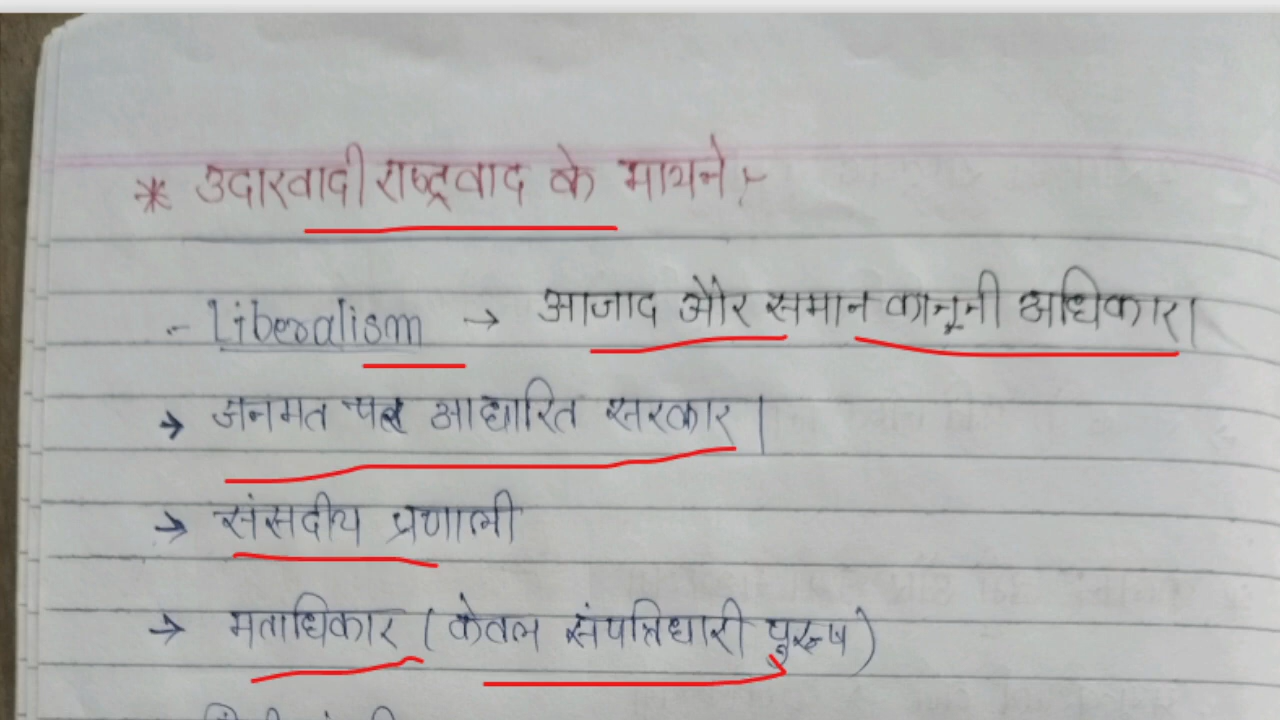 * उदारवादी राष्ट्रवाद के मायने :-
- Liberalism → आजाद और समान कानूनी अधिकार।
→ जनमत पर आधारित सरकार।
→ संसदीय प्रणाली
→ मताधिकार (केवल संपत्तिधारी पुरुष)